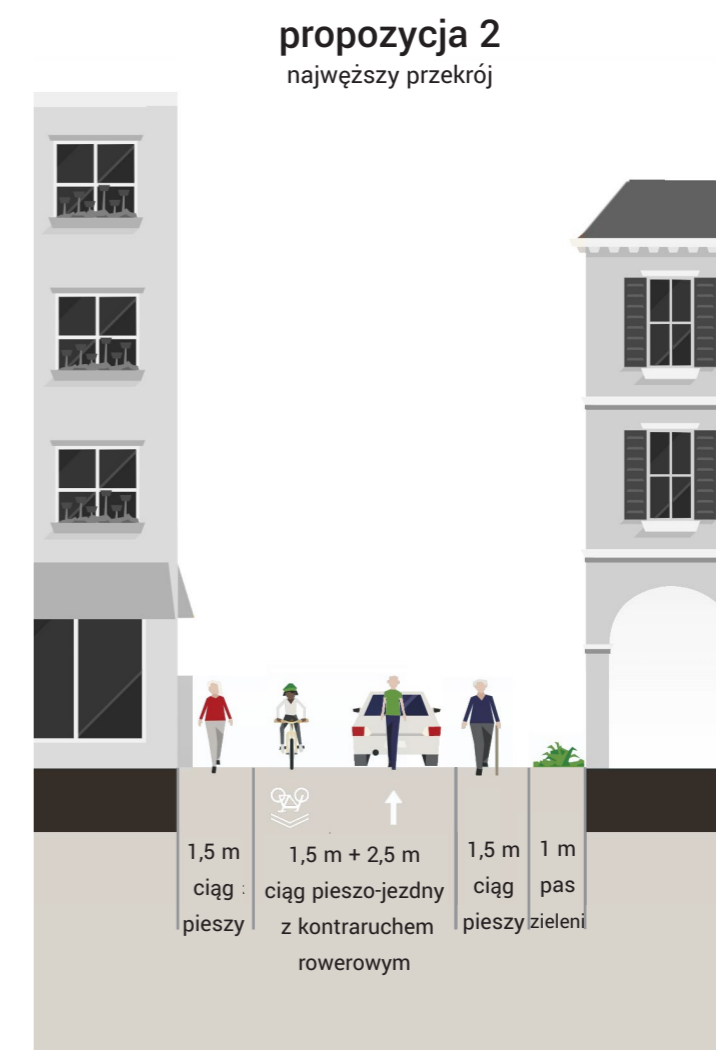 propozycja 2
najwęższy przekrój
1,5 m
ciąg
pieszy
1,5 m + 2,5 m
ciąg pieszo-jezdny
z kontraruchem
rowerowym
1,5 m
ciąg
pieszy
1 m
pas
zieleni